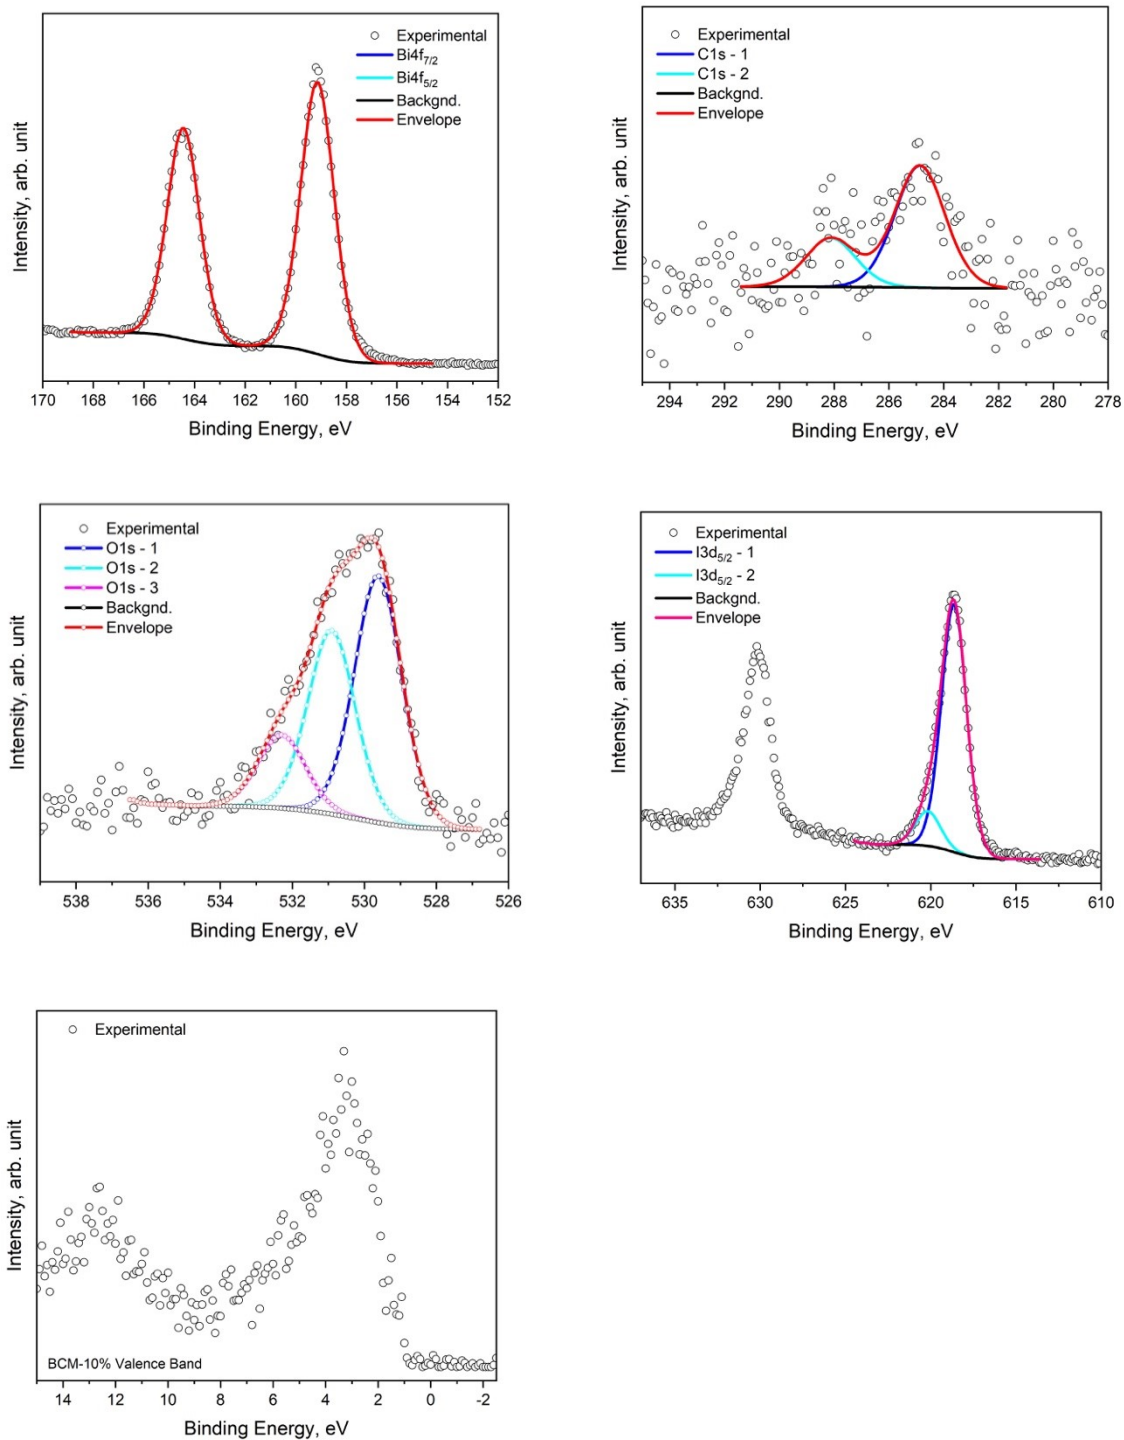 Experimental
Bi4f7/2
Bi4f5/2
Backgnd.
Envelope
Intensity, arb. unit
170 168 166 164 162 160 158 156 154 152
Binding Energy, eV
Experimental
C1s - 1
C1s - 2
Backgnd.
Envelope
Intensity, arb. unit
294 292 290 288 286 284 282 280 278
Binding Energy, eV
Experimental
O1s - 1
O1s - 2
O1s - 3
Backgnd.
Envelope
Intensity, arb. unit
538 536 534 532 530 528 526
Binding Energy, eV
Experimental
I3d5/2 - 1
I3d5/2 - 2
Backgnd.
Envelope
Intensity, arb. unit
635 630 625 620 615 610
Binding Energy, eV
Experimental
Intensity, arb. unit
BCM-10% Valence Band
14 12 10 8 6 4 2 0 -2
Binding Energy, eV